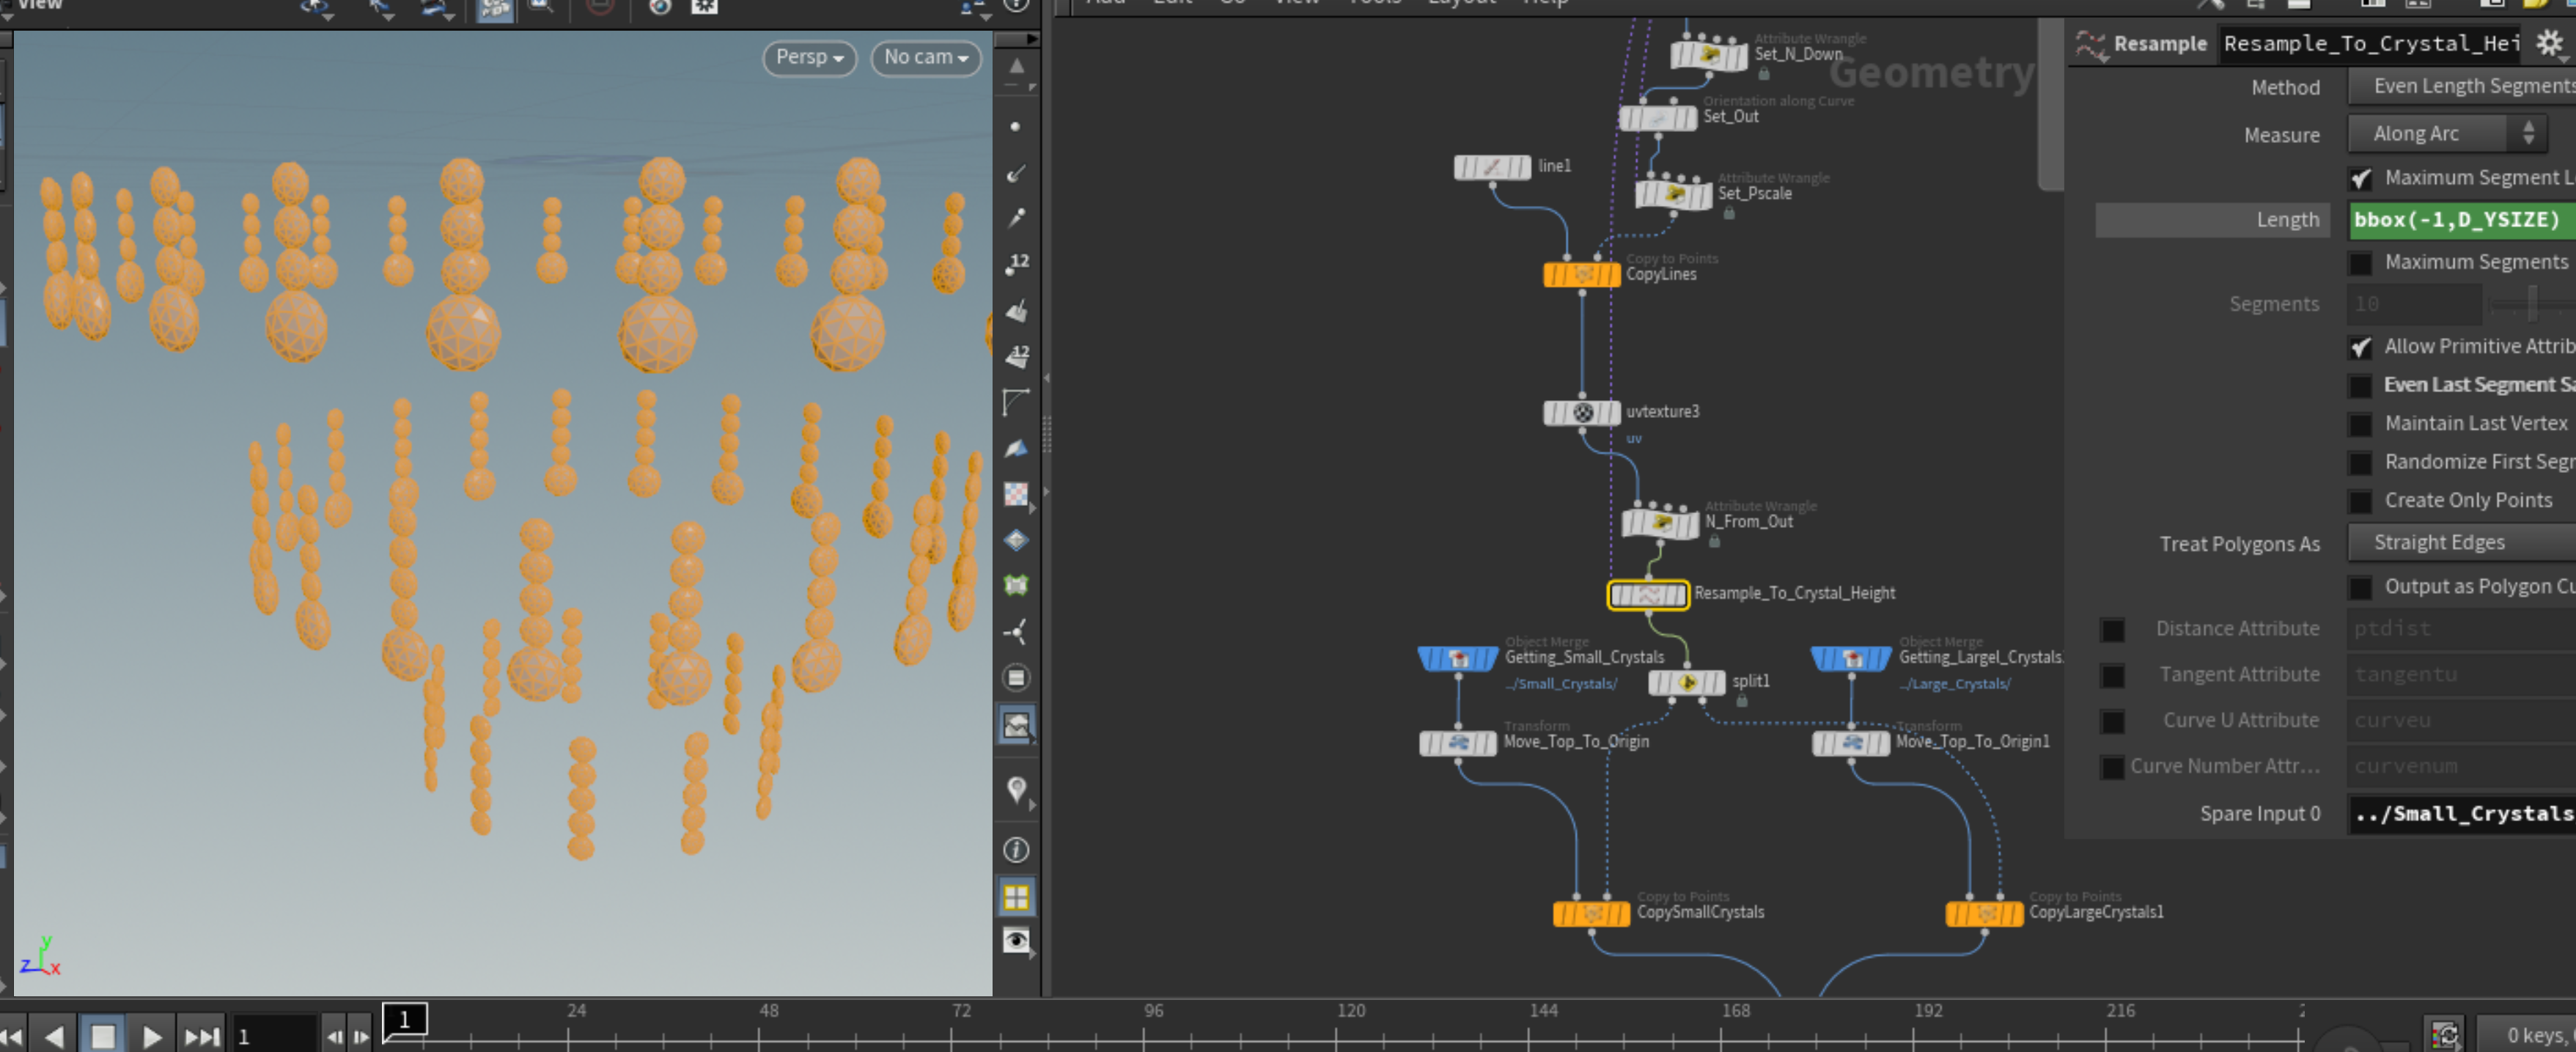 View
Add Edit Go View Tools Layout Help
Persp
No cam
12
12
y
z x
Geometry
Attribute Wrangle
Set_N_Down
Orientation along Curve
Set_Out
line1
Attribute Wrangle
Set_Pscale
Copy to Points
CopyLines
uvtexture3
uv
Attribute Wrangle
N_From_Out
Resample_To_Crystal_Height
Object Merge
Getting_Small_Crystals
../Small_Crystals/
split1
Object Merge
Getting_Largel_Crystals
../Large_Crystals/
Transform
Move_Top_To_Origin
Transform
Move_Top_To_Origin1
Copy to Points
CopySmallCrystals
Copy to Points
CopyLargeCrystals1
Resample Resample_To_Crystal_Hei
Method Even Length Segments
Measure Along Arc
Maximum Segment L
Length bbox(-1,D_YSIZE)
Maximum Segments
Segments 10
Allow Primitive Attrib
Even Last Segment Sa
Maintain Last Vertex
Randomize First Segm
Create Only Points
Treat Polygons As Straight Edges
Output as Polygon Cu
Distance Attribute ptdist
Tangent Attribute tangentu
Curve U Attribute curveu
Curve Number Attr... curvenum
Spare Input 0 ../Small_Crystals
1 1 24 48 72 96 120 144 168 192 216 2
0 keys,